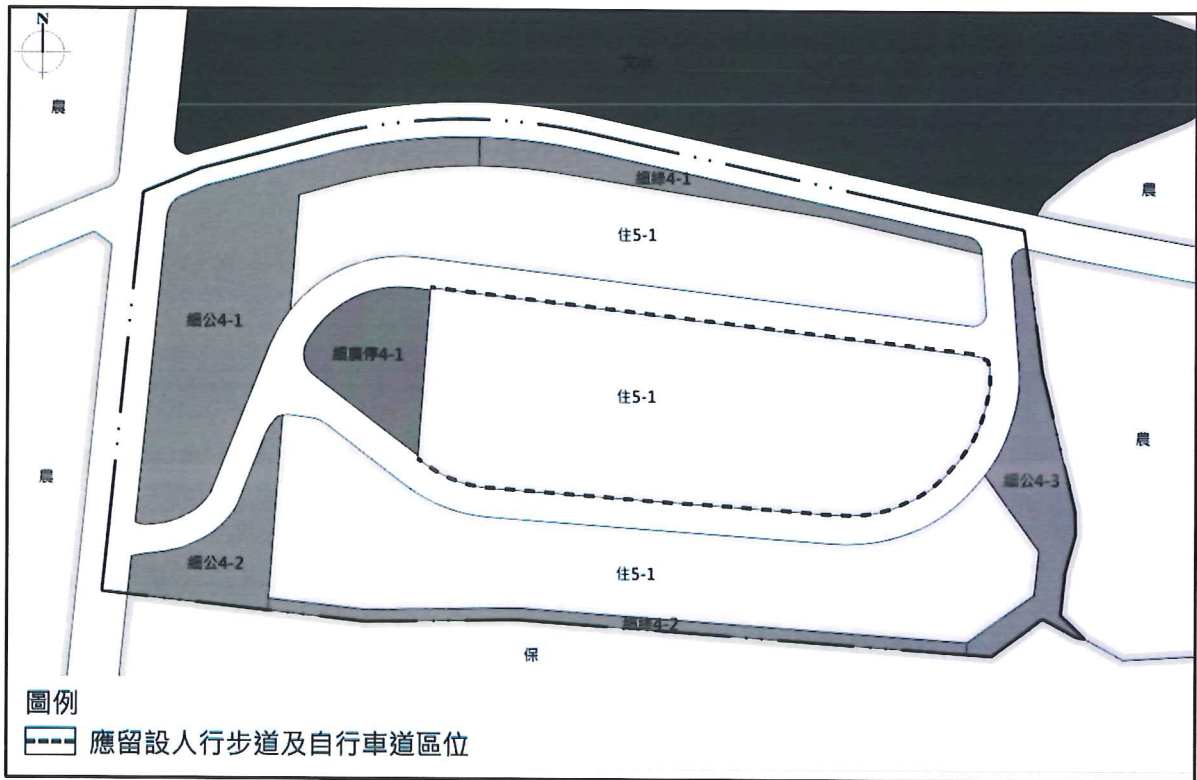 N
農
細綠4-1
農
住5-1
細公4-1
細廣停4-1
住5-1
農
農
細公4-3
細公4-2
住5-1
細綠4-2
保
圖例
應留設人行步道及自行車道區位